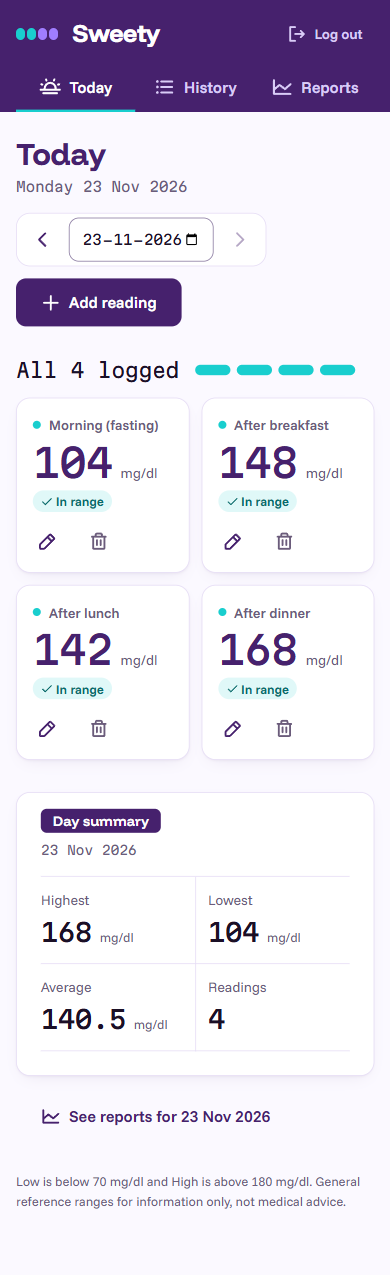 Sweety
Log out
Today
History
Reports
Today
Monday 23 Nov 2026
23-11-2026
Add reading
All 4 logged
Morning (fasting)
104 mg/dl
In range
After breakfast
148 mg/dl
In range
After lunch
142 mg/dl
In range
After dinner
168 mg/dl
In range
Day summary
23 Nov 2026
Highest
168 mg/dl
Lowest
104 mg/dl
Average
140.5 mg/dl
Readings
4
See reports for 23 Nov 2026
Low is below 70 mg/dl and High is above 180 mg/dl. General
reference ranges for information only, not medical advice.